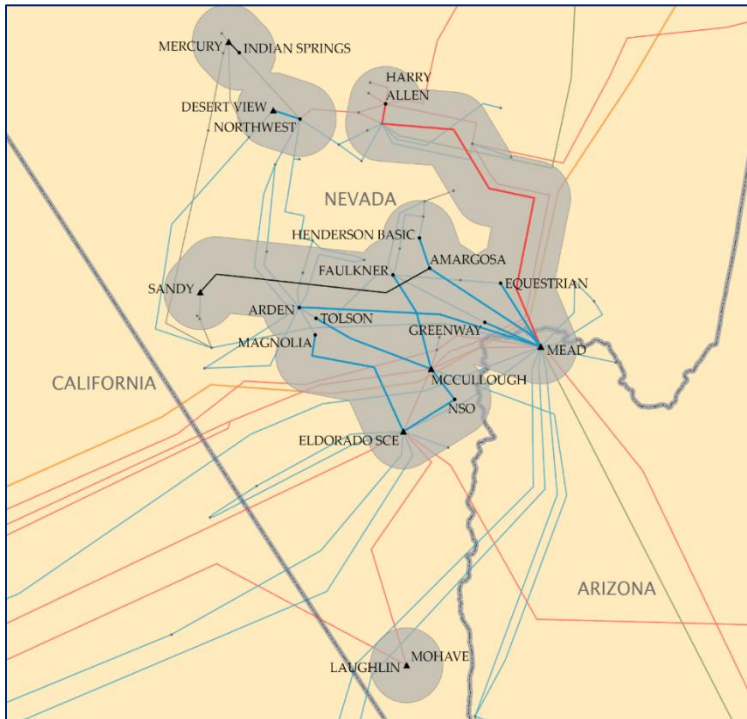 MERCURY
INDIAN SPRINGS
DESERT VIEW
NORTHWEST
HARRY
ALLEN
NEVADA
HENDERSON BASIC
AMARGOSA
FAULKNER
EQUESTRIAN
SANDY
ARDEN
TOLSON
GREENWAY
MAGNOLIA
MEAD
CALIFORNIA
MCCULLOUGH
NSO
ELDORADO SCE
ARIZONA
MOHAVE
LAUGHLIN